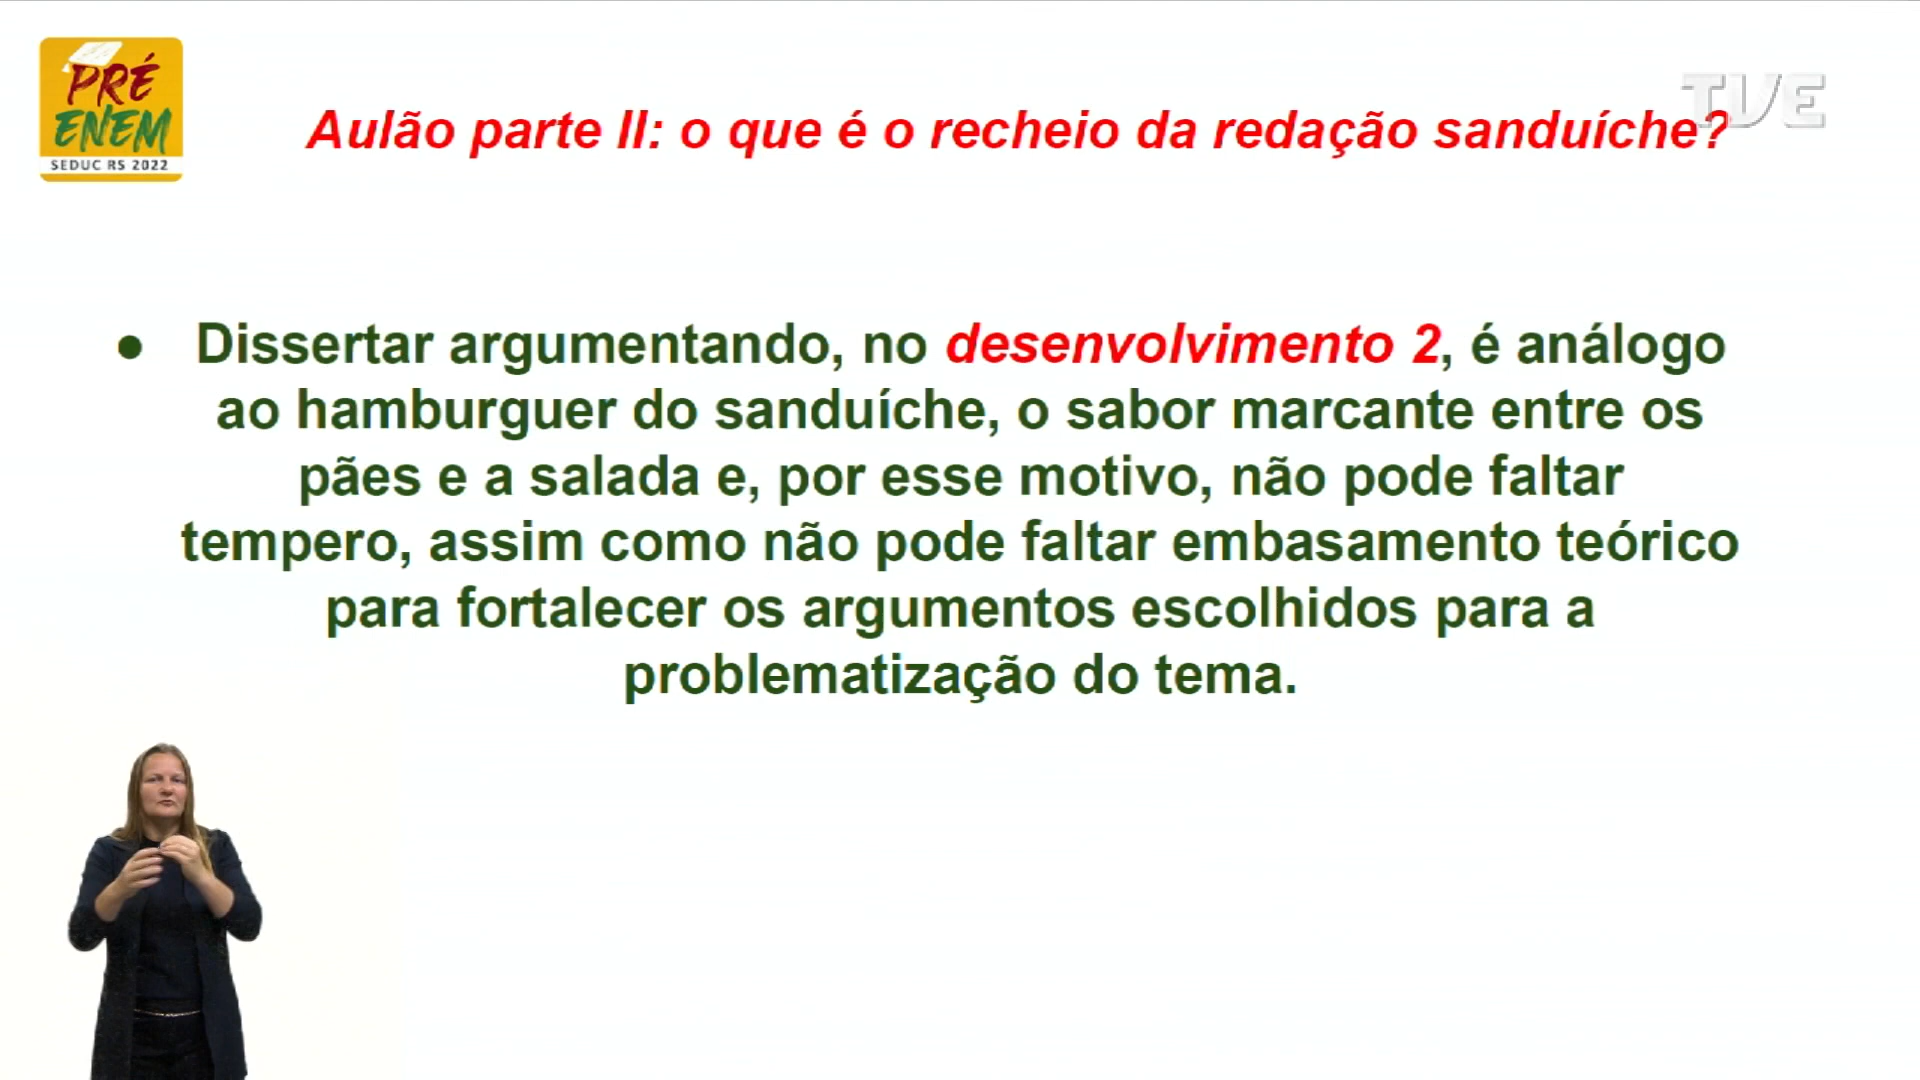 PRÉ
ENEM
SEDUC RS 2022
TVE
Aulão parte II: o que é o recheio da redação sanduíche?
● Dissertar argumentando, no desenvolvimento 2, é análogo
ao hamburguer do sanduíche, o sabor marcante entre os
pães e a salada e, por esse motivo, não pode faltar
tempero, assim como não pode faltar embasamento teórico
para fortalecer os argumentos escolhidos para a
problematização do tema.